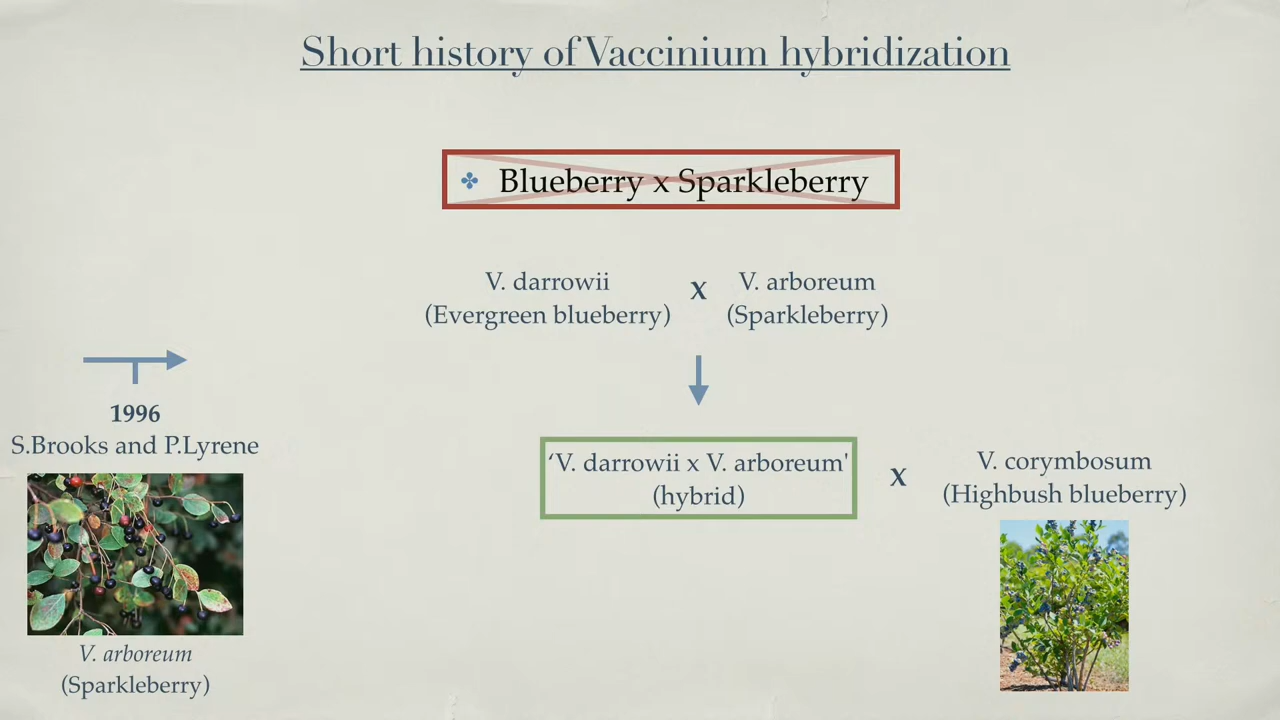 Short history of Vaccinium hybridization
✤ Blueberry x Sparkleberry
V. darrowii
(Evergreen blueberry)
X
V. arboreum
(Sparkleberry)
1996
S.Brooks and P.Lyrene
V. arboreum
(Sparkleberry)
‘V. darrowii x V. arboreum'
(hybrid)
X
V. corymbosum
(Highbush blueberry)